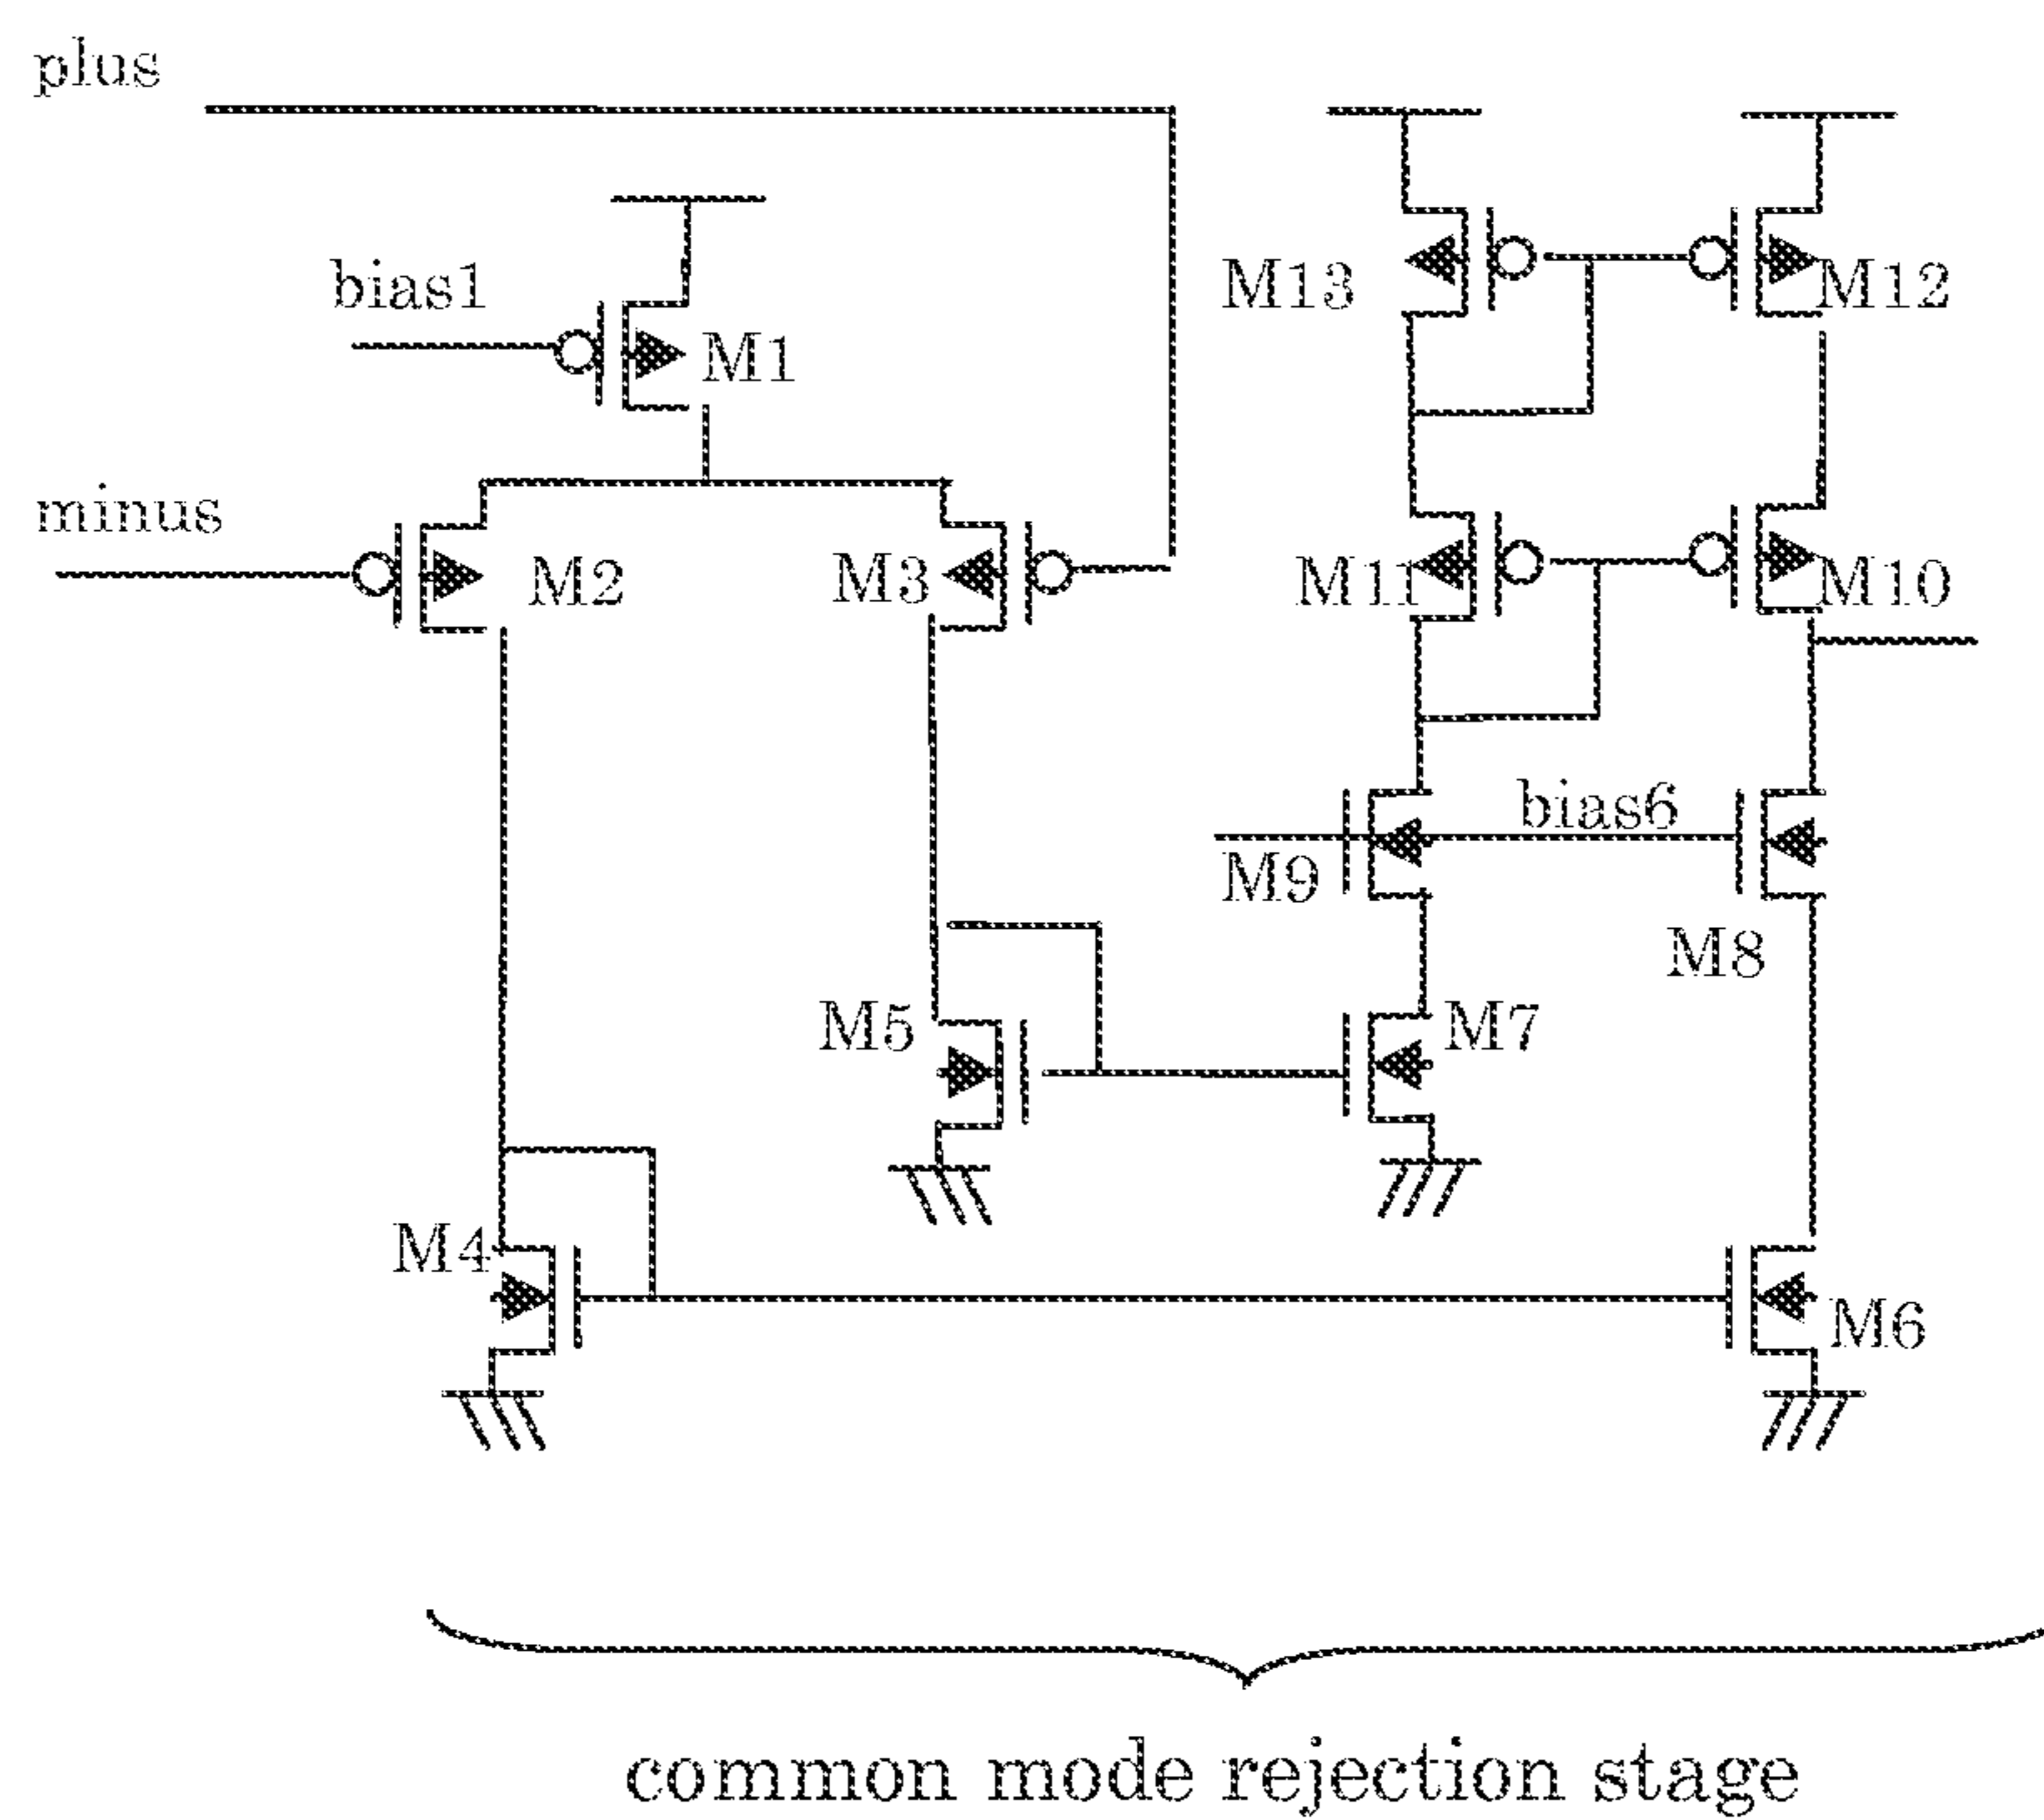 plus
bias1
M13
M12
M1
minus
M2
M3
M11
M10
bias6
M9
M8
M5
M7
M4
M6
common mode rejection stage